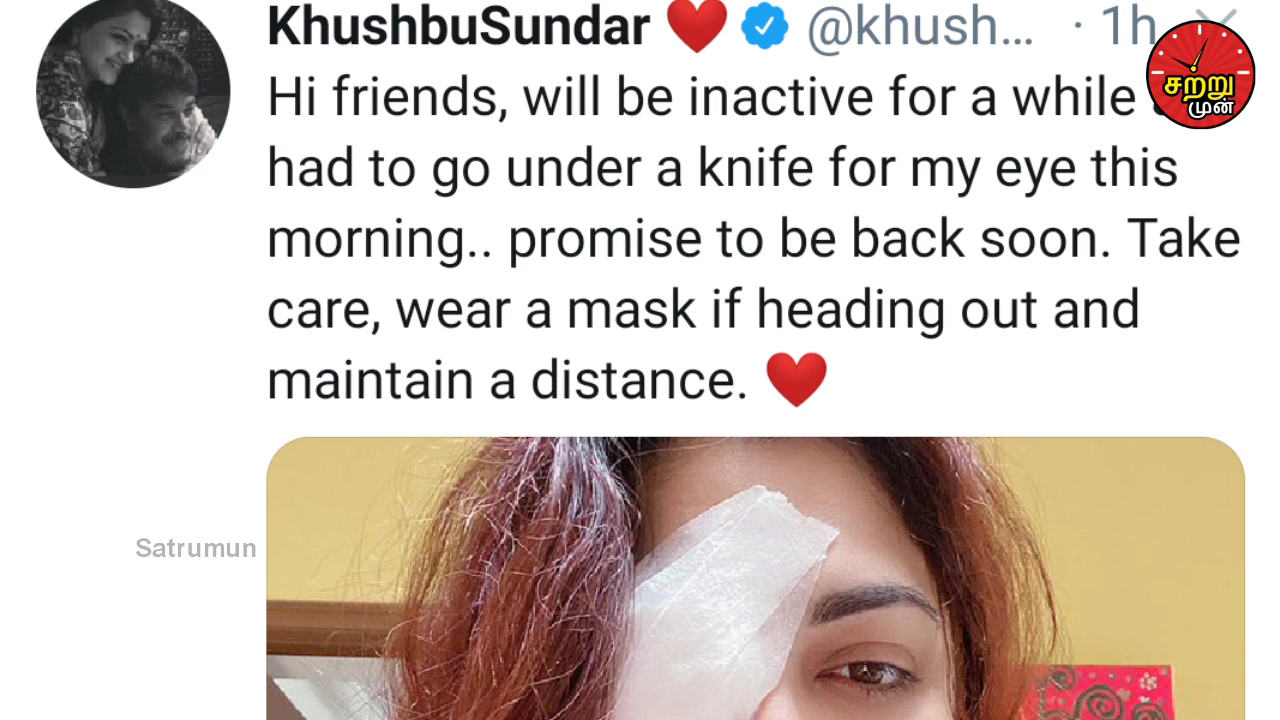 KhushbuSundar ❤️ @khush... · 1h
சற்று
முன்
Hi friends, will be inactive for a while
had to go under a knife for my eye this
morning.. promise to be back soon. Take
care, wear a mask if heading out and
maintain a distance. ❤️
Satrumun